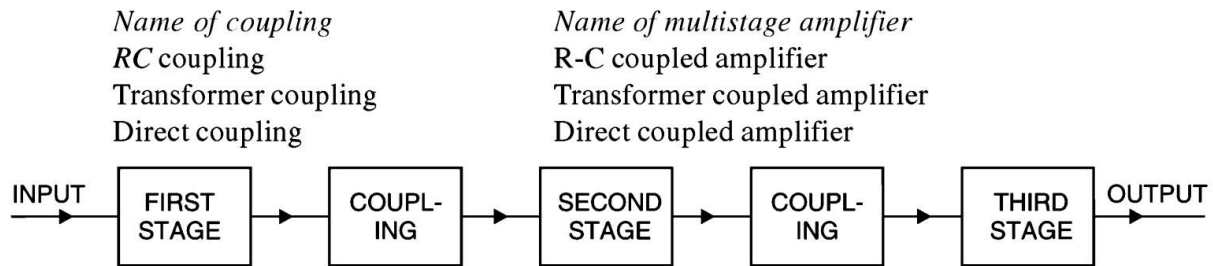 Name of coupling Name of multistage amplifier
RC coupling R-C coupled amplifier
Transformer coupling Transformer coupled amplifier
Direct coupling Direct coupled amplifier
INPUT
FIRST
STAGE
COUPL-
ING
SECOND
STAGE
COUPL-
ING
THIRD
STAGE
OUTPUT